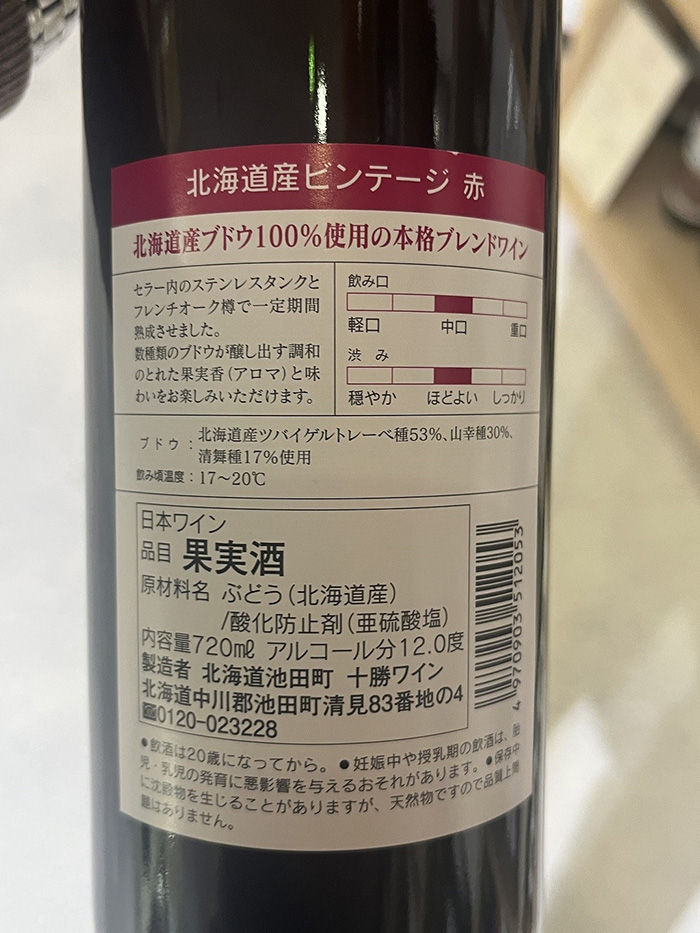 北海道産ビンテージ 赤
北海道産ブドウ100%使用の本格ブレンドワイン
セラー内のステンレスタンクと
フレンチオーク樽で一定期間
熟成させました。
数種類のブドウが醸し出す調和
のとれた果実香(アロマ)と味
わいをお楽しみいただけます。
飲み口
軽口 中口 重口
渋み
穏やか ほどよい しっかり
ブドウ：北海道産ツバイゲルトレーベ種53%、山幸種30%、
清舞種17%使用
飲み頃温度：17～20℃
日本ワイン
品目 果実酒
原材料名 ぶどう(北海道産)
/酸化防止剤(亜硫酸塩)
内容量720mℓ アルコール分12.0度
製造者 北海道池田町 十勝ワイン
北海道中川郡池田町清見83番地の4
0120-023228
4 970903 512053
●飲酒は20歳になってから。●妊娠中や授乳期の飲酒は、胎
児・乳児の発育に悪影響を与えるおそれがあります。●保存中
に沈殿物を生じることがありますが、天然物ですので品質上問
題はありません。